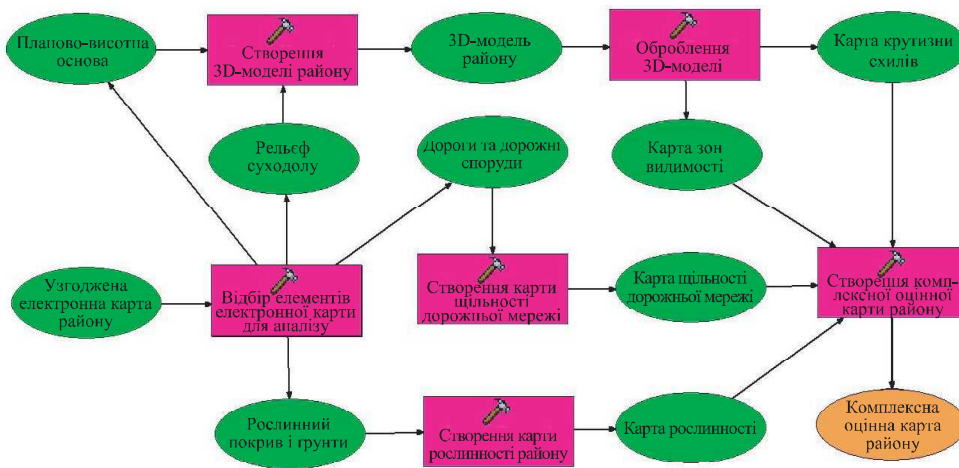 Планово-висотна
основа
Створення
3D-моделі району
3D-модель
району
Оброблення
3D-моделі
Карта крутизни
схилів
Рельєф
суходолу
Дороги та дорожні
споруди
Карта зон
видимості
Узгоджена
електронна карта
району
Відбір елементів
електронної карти
для аналізу
Створення карти
щільності
дорожньої мережі
Карта щільності
дорожньої мережі
Створення комп-
лексної оцінної
карти району
Рослинний
покрив і ґрунти
Створення карти
рослинності району
Карта рослинності
Комплексна
оцінна карта
району